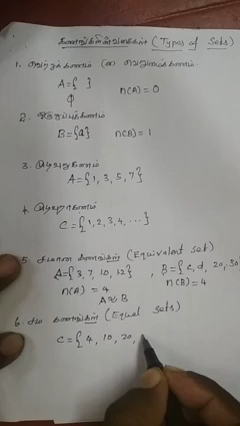 கணங்களின் வகைகள் (Types of Sets)
1. வெற்றுக்கணம் (or) வெறுமைக்கணம்.
A = { }
φ n(A) = 0
2. ஓருறுப்புக்கணம்
B = {a} n(B) = 1
3. முடிவுறு கணம்
A = {1, 3, 5, 7}
4. முடிவுறா கணம்
C = {1, 2, 3, 4, ...}
5. சமான கணங்கள் (Equivalent set)
A = {3, 7, 10, 12} , B = {c, d, 20, 30
n(A) = 4 n(B) = 4
A ≈ B
6. சம கணங்கள் (Equal Sets)
C = {4, 10, 20,